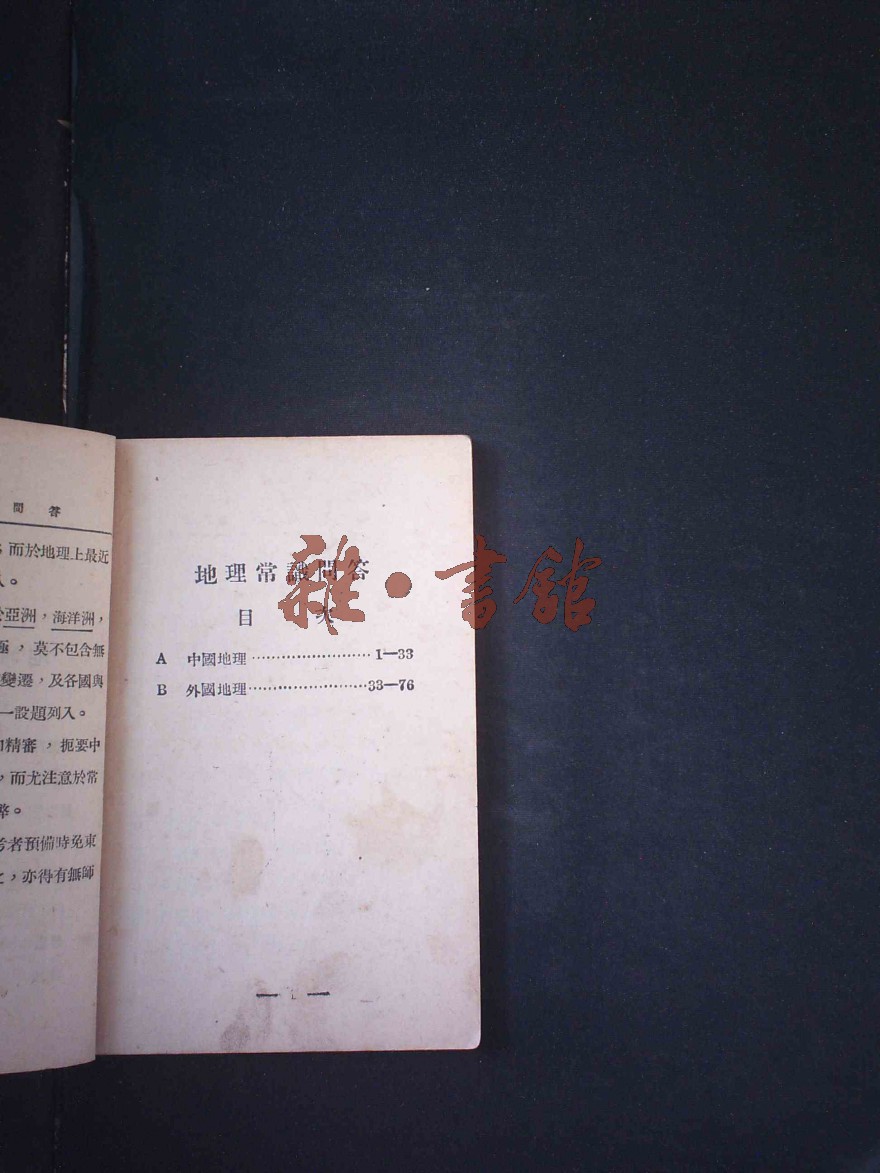 問答
而於地理上最近
。
亞洲，海洋洲，
，莫不包含無
變遷，及各國與
一設題列入。
精審，扼要中
，而尤注意於常
弊。
考者預備時免東
，亦得有無師
地理常識問答
目次
A 中國地理························1—33
B 外國地理························33—76
— 1 —
雜·書館